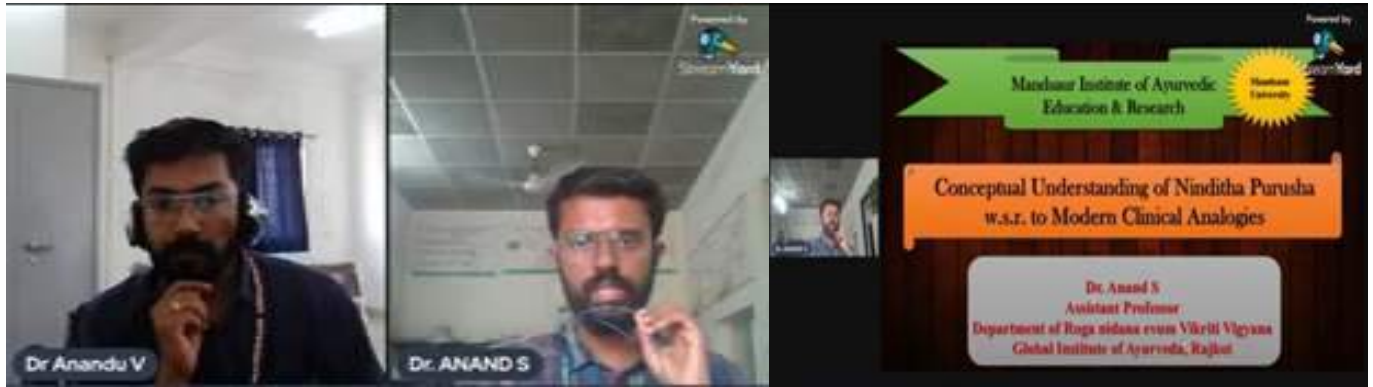 Dr Anandu V
Dr. ANAND S
Powered by
StreamYard
Powered by
StreamYard
Mandsaur Institute of Ayurvedic
Education & Research
Mandsaur
University
Conceptual Understanding of Ninditha Purusha
w.s.r. to Modern Clinical Analogies
Dr. Anand S
Assistant Professor
Department of Roga nidana evum Vikriti Vigyana
Global Institute of Ayurveda, Rajkot